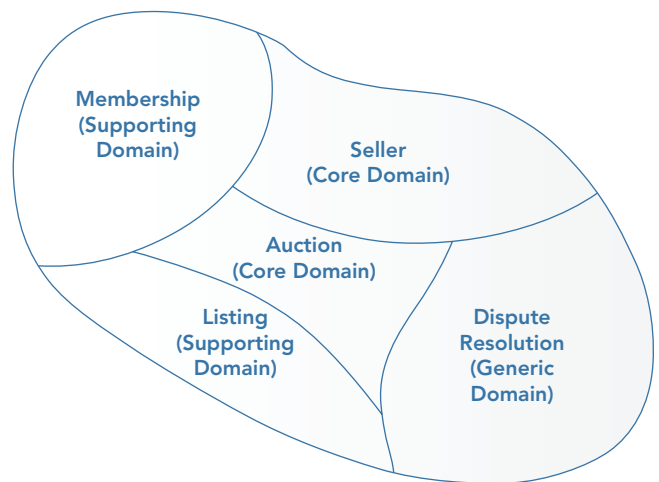 Membership
(Supporting
Domain)
Seller
(Core Domain)
Auction
(Core Domain)
Listing
(Supporting
Domain)
Dispute
Resolution
(Generic
Domain)